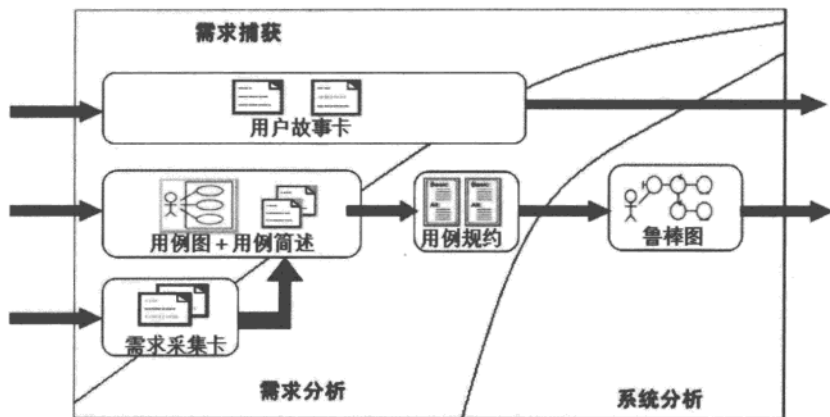 需求捕获
用户故事卡
用例图+用例简述
用例规约
鲁棒图
需求采集卡
需求分析
系统分析